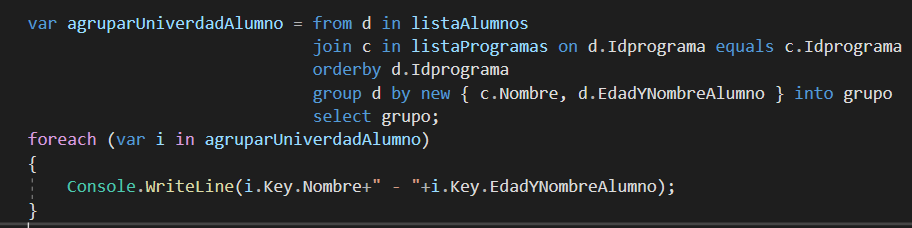 var agruparUniverdadAlumno = from d in listaAlumnos
join c in listaProgramas on d.Idprograma equals c.Idprograma
orderby d.Idprograma
group d by new { c.Nombre, d.EdadYNombreAlumno } into grupo
select grupo;
foreach (var i in agruparUniverdadAlumno)
{
Console.WriteLine(i.Key.Nombre+" - "+i.Key.EdadYNombreAlumno);
}